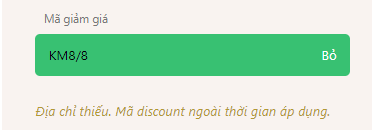 Mã giảm giá
KM8/8 Bỏ
Địa chỉ thiếu. Mã discount ngoài thời gian áp dụng.